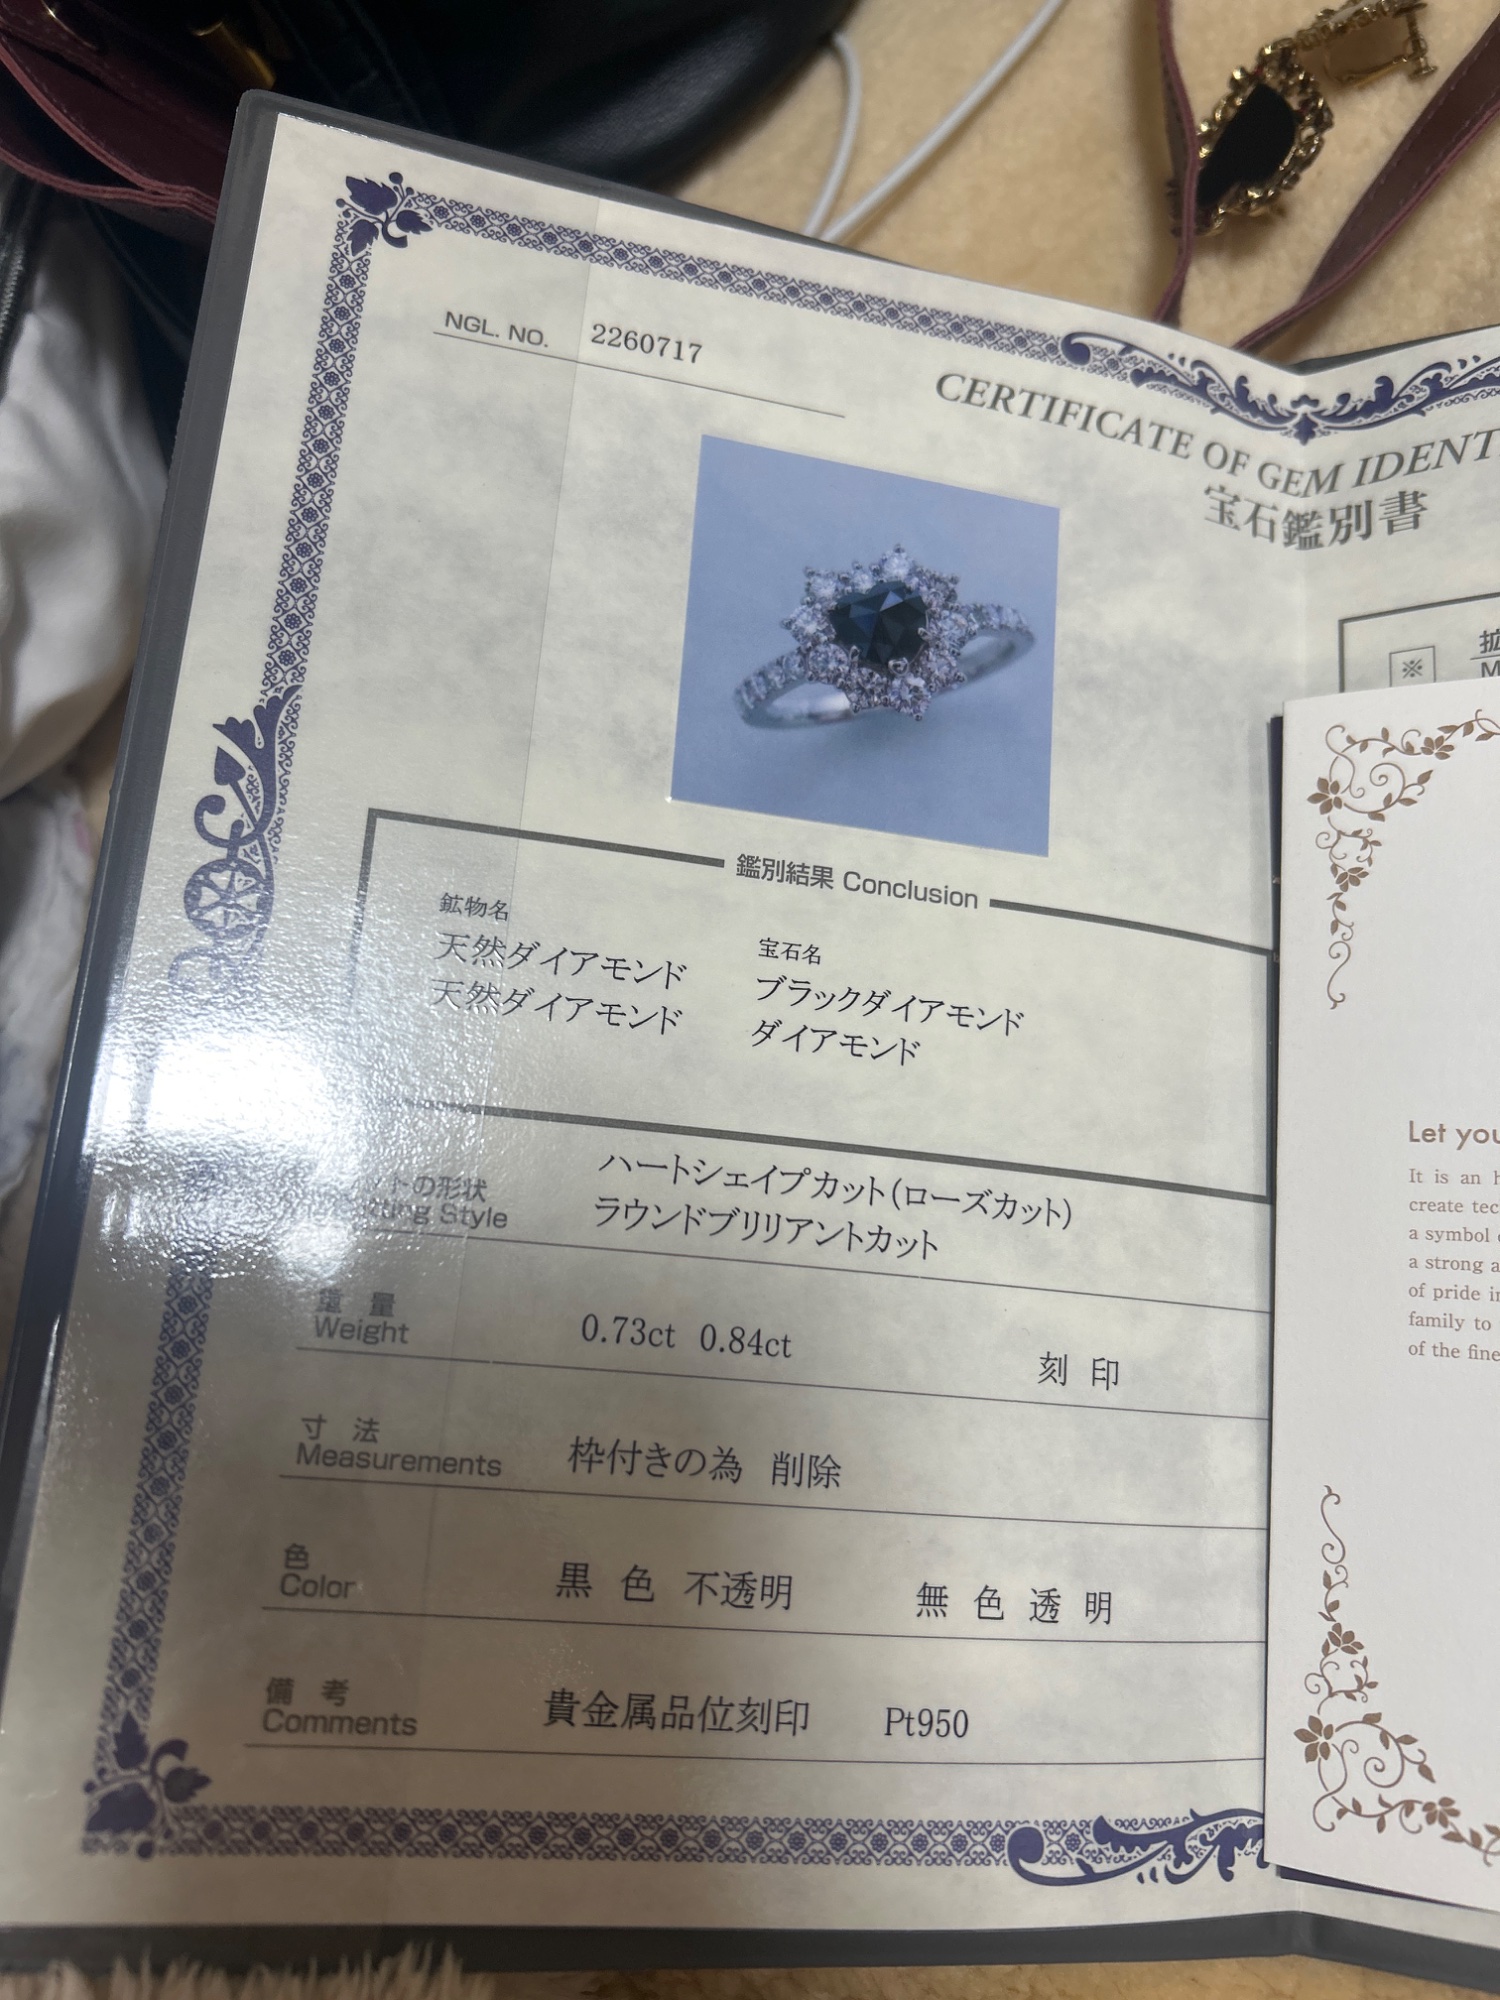 NGL. NO. 2260717
CERTIFICATE OF GEM
宝石鑑別書
※
鑑別結果 Conclusion
鉱物名 宝石名
天然ダイアモンド ブラックダイアモンド
天然ダイアモンド ダイアモンド
の形状 ハートシェイプカット(ローズカット)
Style ラウンドブリリアントカット
重量 0.73ct 0.84ct 刻印
Weight
寸法 枠付きの為 削除
Measurements
色 黒色 不透明 無色透明
Color
備考 貴金属品位刻印 Pt950
Comments
Let
It is an
create
a symbol
a strong
of pride
family to
of the